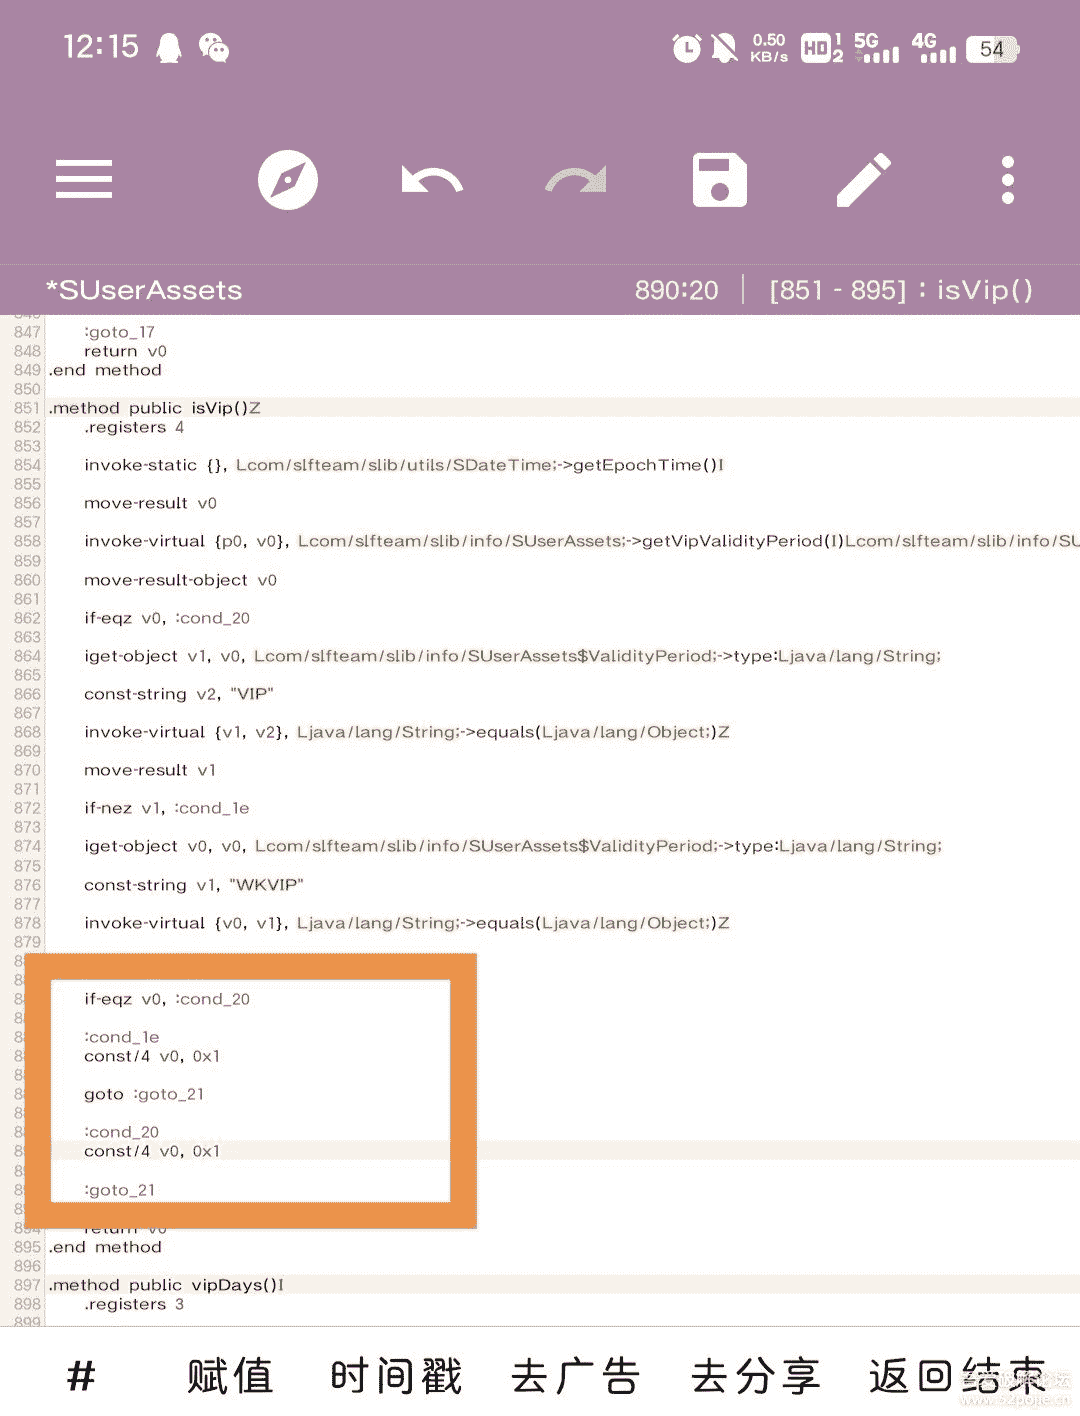 12:15 0.50 KB/s HD 1 2 5G 4G 54
*SUserAssets 890:20 [851 - 895] : isVip()
847 :goto_17
848 return v0
849 .end method
850
851 .method public isVip()Z
852 .registers 4
853
854 invoke-static {}, Lcom/slfteam/slib/utils/SDateTime;->getEpochTime()I
855
856 move-result v0
857
858 invoke-virtual {p0, v0}, Lcom/slfteam/slib/info/SUserAssets;->getVipValidityPeriod(I)Lcom/slfteam/slib/info/SU
859
860 move-result-object v0
861
862 if-eqz v0, :cond_20
863
864 iget-object v1, v0, Lcom/slfteam/slib/info/SUserAssets$ValidityPeriod;->type:Ljava/lang/String;
865
866 const-string v2, "VIP"
867
868 invoke-virtual {v1, v2}, Ljava/lang/String;->equals(Ljava/lang/Object;)Z
869
870 move-result v1
871
872 if-nez v1, :cond_1e
873
874 iget-object v0, v0, Lcom/slfteam/slib/info/SUserAssets$ValidityPeriod;->type:Ljava/lang/String;
875
876 const-string v1, "WKVIP"
877
878 invoke-virtual {v0, v1}, Ljava/lang/String;->equals(Ljava/lang/Object;)Z
879
if-eqz v0, :cond_20
:cond_1e
const/4 v0, 0x1
goto :goto_21
:cond_20
const/4 v0, 0x1
:goto_21
894 return v0
895 .end method
896
897 .method public vipDays()I
898 .registers 3
899
# 赋值 时间戳 去广告 去分享 返回结束
www.52pojie.cn